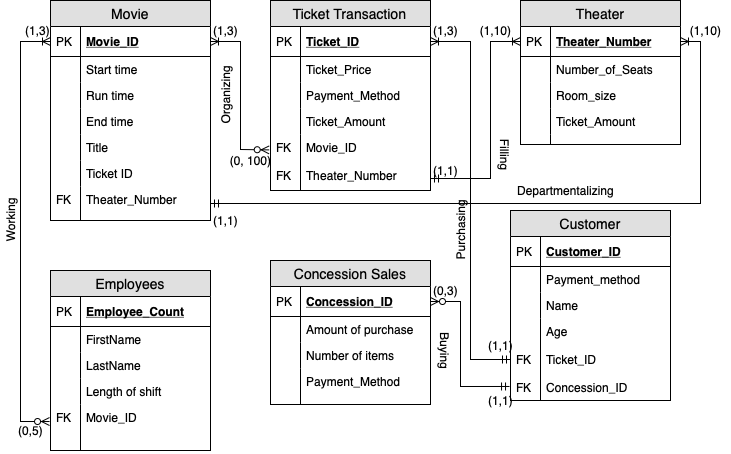 Movie
PK Movie_ID
Start time
Run time
End time
Title
Ticket ID
FK Theater_Number
Ticket Transaction
PK Ticket_ID
Ticket_Price
Payment_Method
Ticket_Amount
FK Movie_ID
FK Theater_Number
Theater
PK Theater_Number
Number_of_Seats
Room_size
Ticket_Amount
(1,3)
(1,3)
(1,3)
(1,10)
(1,10)
Organizing
(0, 100)
(1,1)
Filling
Departmentalizing
(1,1)
Working
Purchasing
Employees
PK Employee_Count
FirstName
LastName
Length of shift
FK Movie_ID
(0,5)
Concession Sales
PK Concession_ID
Amount of purchase
Number of items
Payment_Method
(0,3)
Buying
(1,1)
(1,1)
Customer
PK Customer_ID
Payment_method
Name
Age
FK Ticket_ID
FK Concession_ID